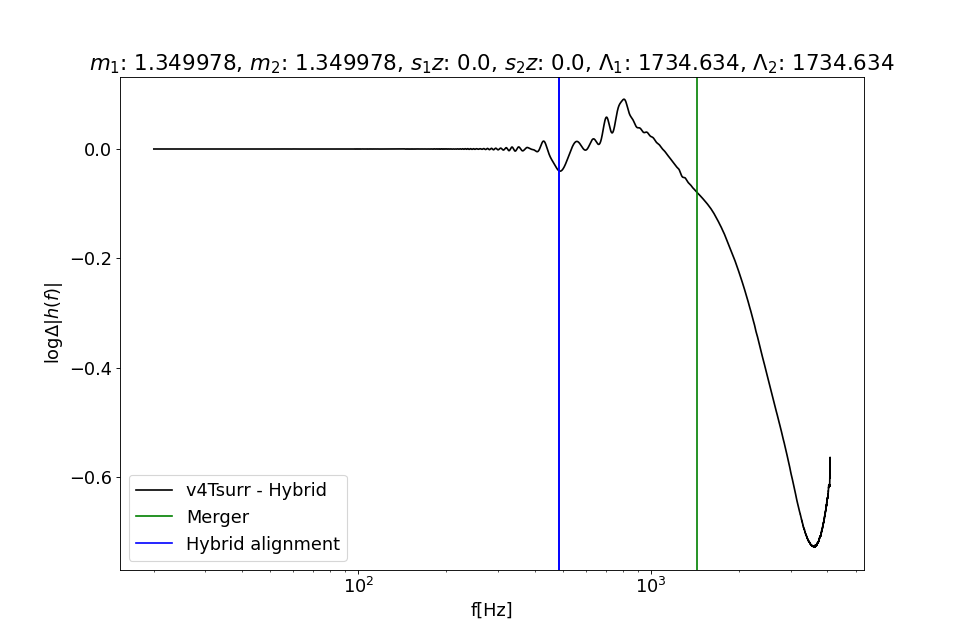 m₁: 1.349978, m₂: 1.349978, s₁z: 0.0, s₂z: 0.0, Λ₁: 1734.634, Λ₂: 1734.634
0.0
−0.2
−0.4
−0.6
logΔ|h(f)|
v4Tsurr - Hybrid
Merger
Hybrid alignment
10² 10³
f[Hz]